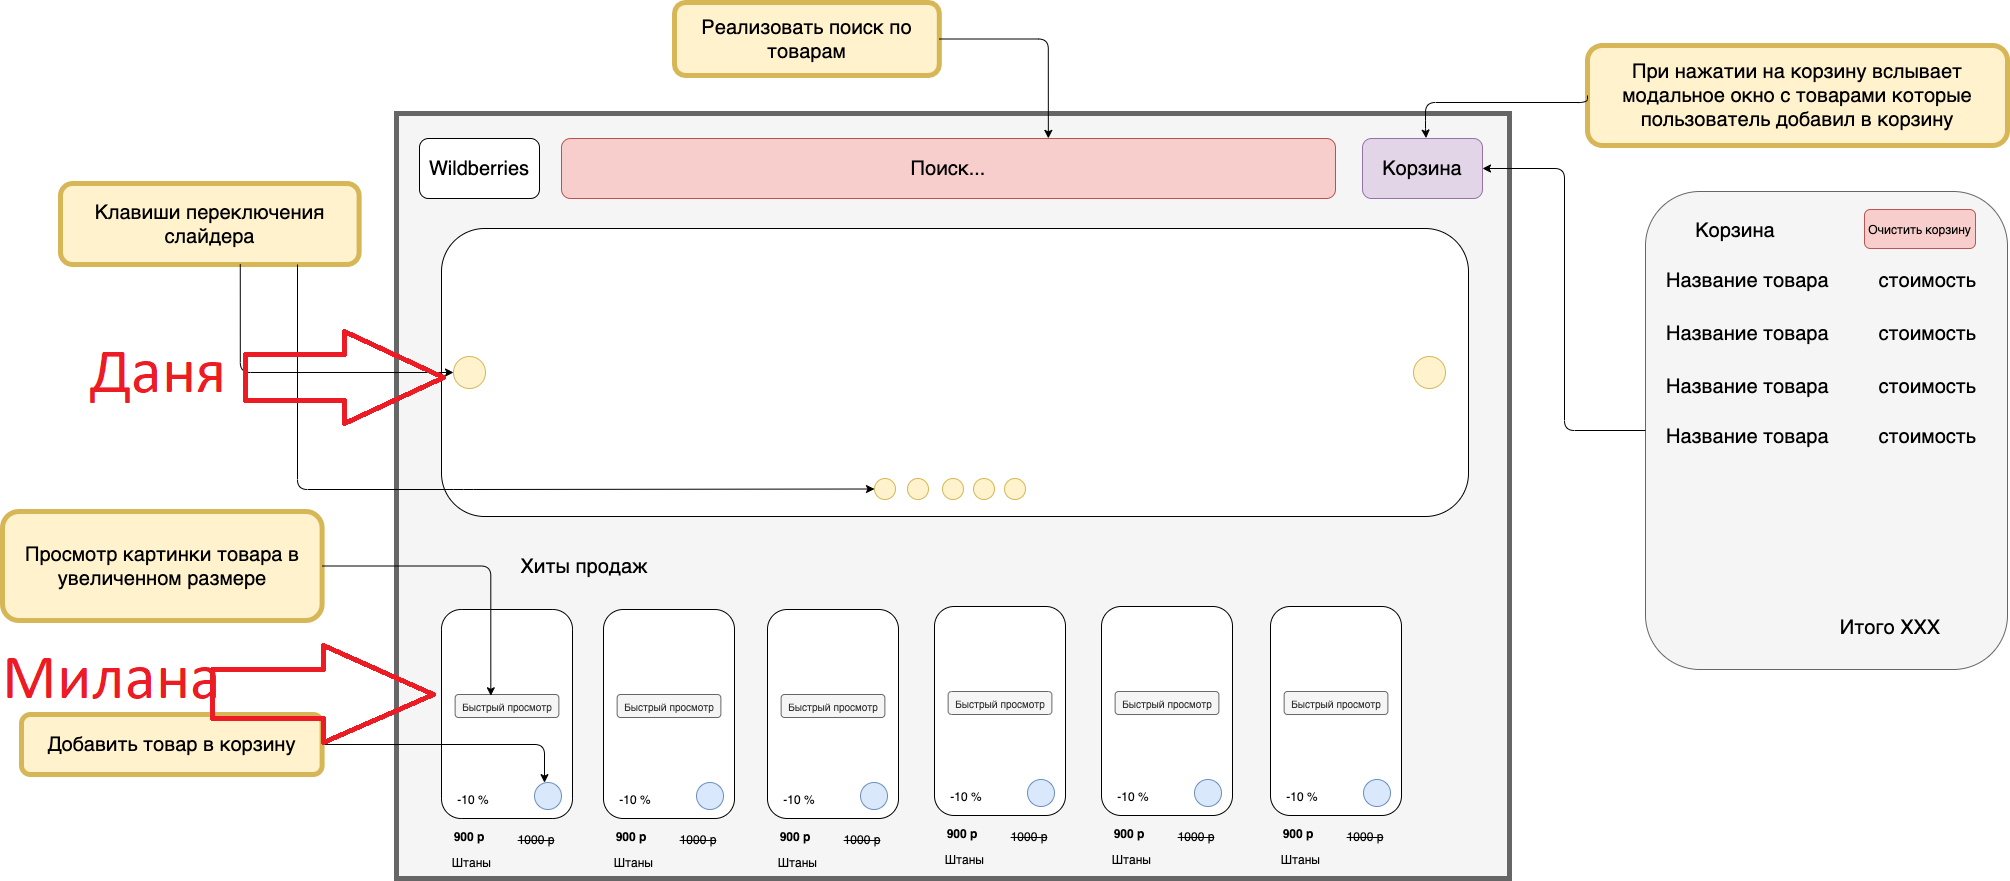 Реализовать поиск по
товарам
При нажатии на корзину вслывает
модальное окно с товарами которые
пользователь добавил в корзину
Wildberries
Поиск...
Корзина
Клавиши переключения
слайдера
Корзина
Очистить корзину
Название товара
стоимость
Название товара
стоимость
Название товара
стоимость
Название товара
стоимость
Итого XXX
Даня
Просмотр картинки товара в
увеличенном размере
Хиты продаж
Милана
Добавить товар в корзину
Быстрый просмотр
Быстрый просмотр
Быстрый просмотр
Быстрый просмотр
Быстрый просмотр
Быстрый просмотр
-10 %
-10 %
-10 %
-10 %
-10 %
-10 %
900 р
1000 р
900 р
1000 р
900 р
1000 р
900 р
1000 р
900 р
1000 р
900 р
1000 р
Штаны
Штаны
Штаны
Штаны
Штаны
Штаны